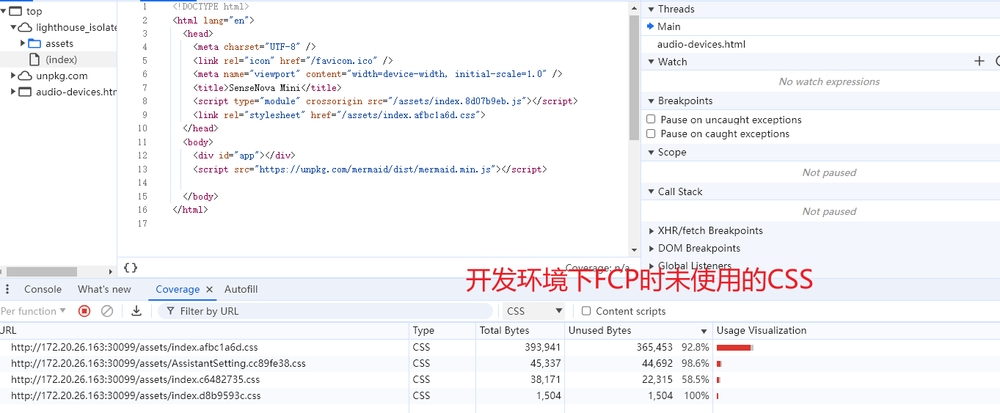 top
lighthouse_isolate
assets
(index)
unpkg.com
audio-devices.htm
1 <!DOCTYPE html>
2 <html lang="en">
3 <head>
4 <meta charset="UTF-8" />
5 <link rel="icon" href="/favicon.ico" />
6 <meta name="viewport" content="width=device-width, initial-scale=1.0" />
7 <title>SenseNova Mini</title>
8 <script type="module" crossorigin src="/assets/index.8d07b9eb.js"></script>
9 <link rel="stylesheet" href="/assets/index.afbc1a6d.css">
10 </head>
11 <body>
12 <div id="app"></div>
13 <script src="https://unpkg.com/mermaid/dist/mermaid.min.js"></script>
14
15 </body>
16 </html>
17
{} Coverage: n/a
Threads
Main
audio-devices.html
Watch
No watch expressions
Breakpoints
Pause on uncaught exceptions
Pause on caught exceptions
Scope
Not paused
Call Stack
Not paused
XHR/fetch Breakpoints
DOM Breakpoints
Global Listeners
开发环境下FCP时未使用的CSS
Console What's new Coverage Autofill
Per function Filter by URL CSS Content scripts
URL Type Total Bytes Unused Bytes Usage Visualization
http://172.20.26.163:30099/assets/index.afbc1a6d.css CSS 393,941 365,453 92.8%
http://172.20.26.163:30099/assets/AssistantSetting.cc89fe38.css CSS 45,337 44,692 98.6%
http://172.20.26.163:30099/assets/index.c6482735.css CSS 38,171 22,315 58.5%
http://172.20.26.163:30099/assets/index.d8b9593c.css CSS 1,504 1,504 100%